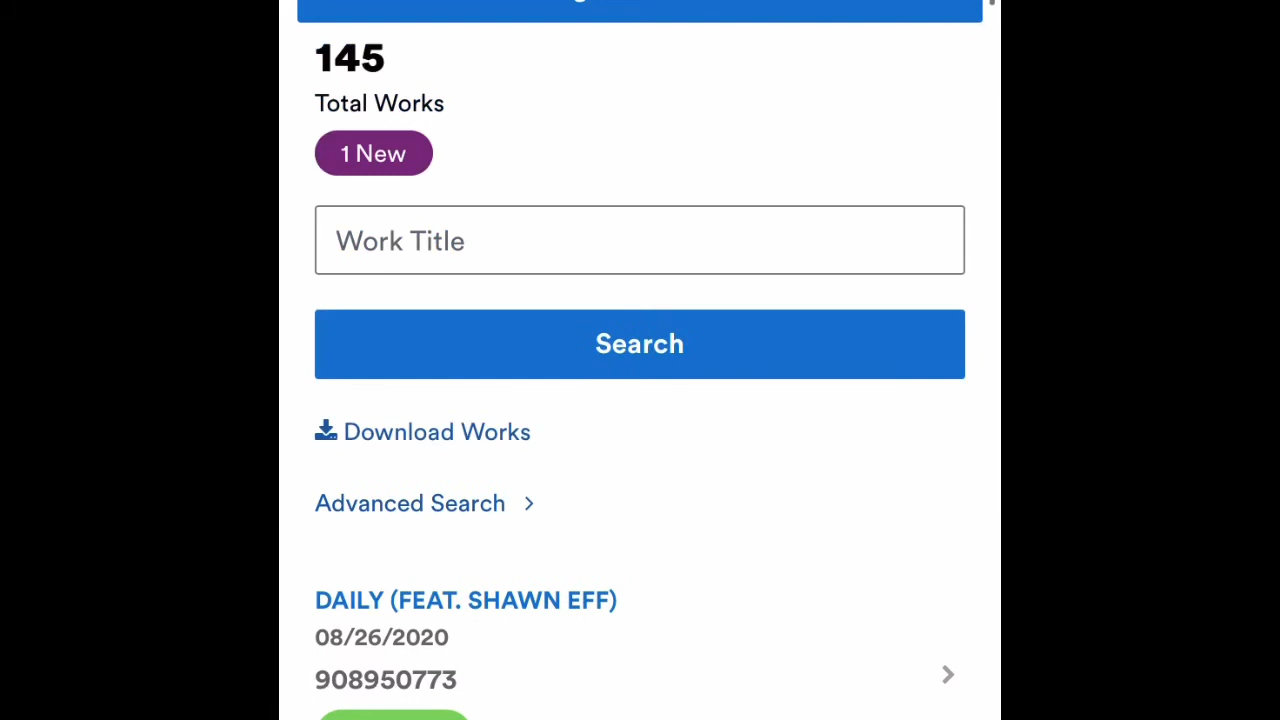 145
Total Works
1 New
Work Title
Search
Download Works
Advanced Search
DAILY (FEAT. SHAWN EFF)
08/26/2020
908950773